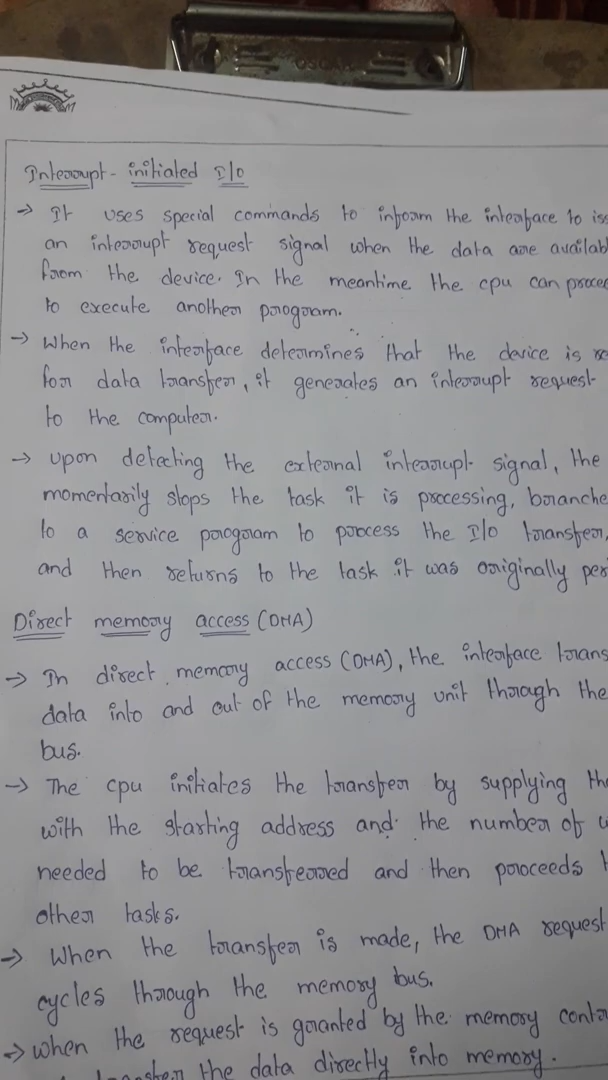 OSCAR
Interrupt - initiated I/O
→ It uses special commands to inform the interface to is
an interrupt request signal when the data are availab
from the device. In the meantime the cpu can procee
to execute another program.
→ When the interface determines that the device is
for data transfer, it generates an interrupt request
to the computer.
→ upon detecting the external interrupt signal, the
momentarily stops the task it is processing, branche
to a service program to process the I/O transfer,
and then returns to the task it was originally per
Direct memory access (DMA)
→ In direct memory access (DMA), the interface trans
data into and out of the memory unit through the
bus.
→ The cpu initiates the transfer by supplying th
with the starting address and the number of
needed to be transferred and then proceeds t
other tasks.
→ When the transfer is made, the DMA request
cycles through the memory bus.
→ when the request is granted by the memory contr
the data directly into memory.